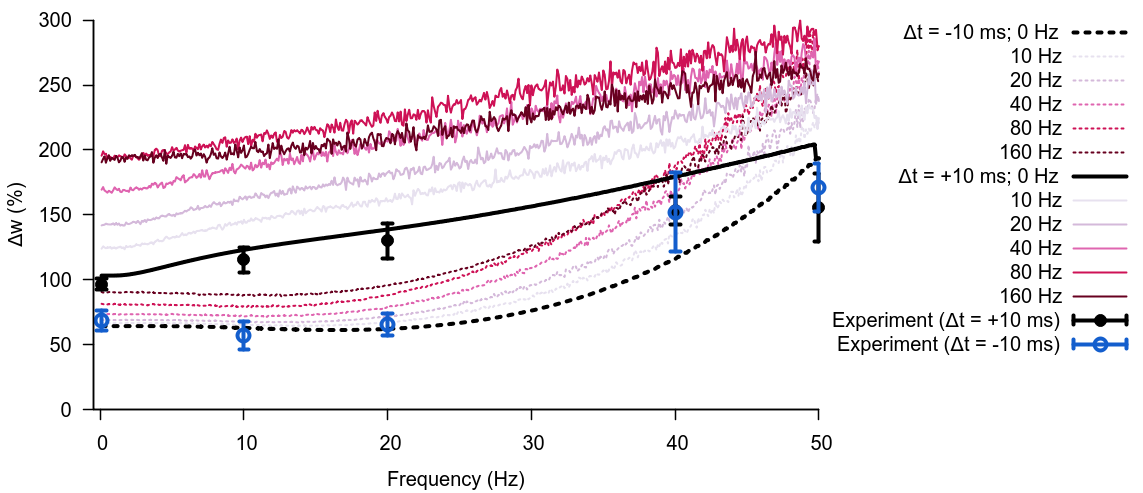 300
250
200
150
100
50
0
Δw (%)
0 10 20 30 40 50
Frequency (Hz)
Δt = -10 ms; 0 Hz
10 Hz
20 Hz
40 Hz
80 Hz
160 Hz
Δt = +10 ms; 0 Hz
10 Hz
20 Hz
40 Hz
80 Hz
160 Hz
Experiment (Δt = +10 ms)
Experiment (Δt = -10 ms)